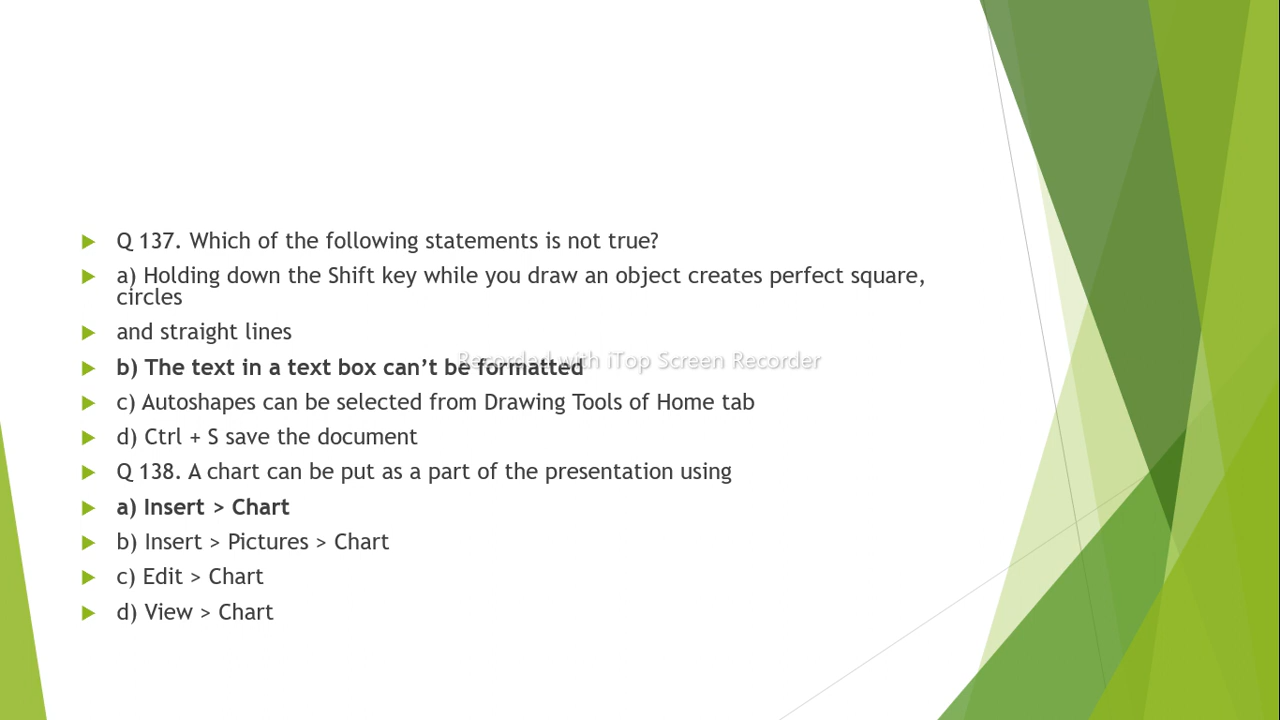 Q 137. Which of the following statements is not true?
a) Holding down the Shift key while you draw an object creates perfect square,
circles
and straight lines
b) The text in a text box can’t be formatted
Recorded with iTop Screen Recorder
c) Autoshapes can be selected from Drawing Tools of Home tab
d) Ctrl + S save the document
Q 138. A chart can be put as a part of the presentation using
a) Insert > Chart
b) Insert > Pictures > Chart
c) Edit > Chart
d) View > Chart